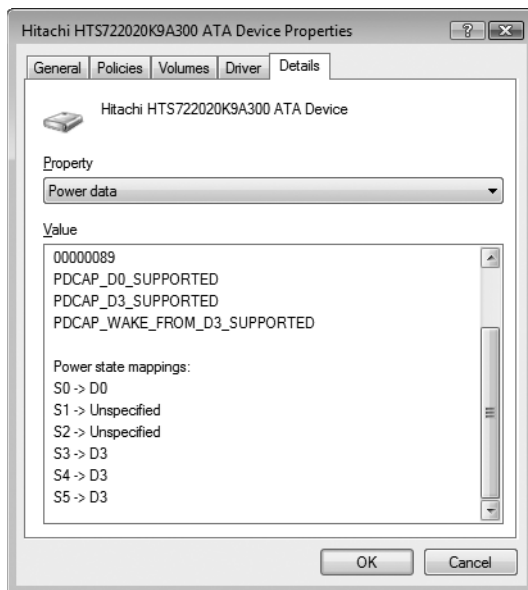 Hitachi HTS722020K9A300 ATA Device Properties
General Policies Volumes Driver Details
Hitachi HTS722020K9A300 ATA Device
Property
Power data
Value
00000089
PDCAP_D0_SUPPORTED
PDCAP_D3_SUPPORTED
PDCAP_WAKE_FROM_D3_SUPPORTED
Power state mappings:
S0 -> D0
S1 -> Unspecified
S2 -> Unspecified
S3 -> D3
S4 -> D3
S5 -> D3
OK Cancel